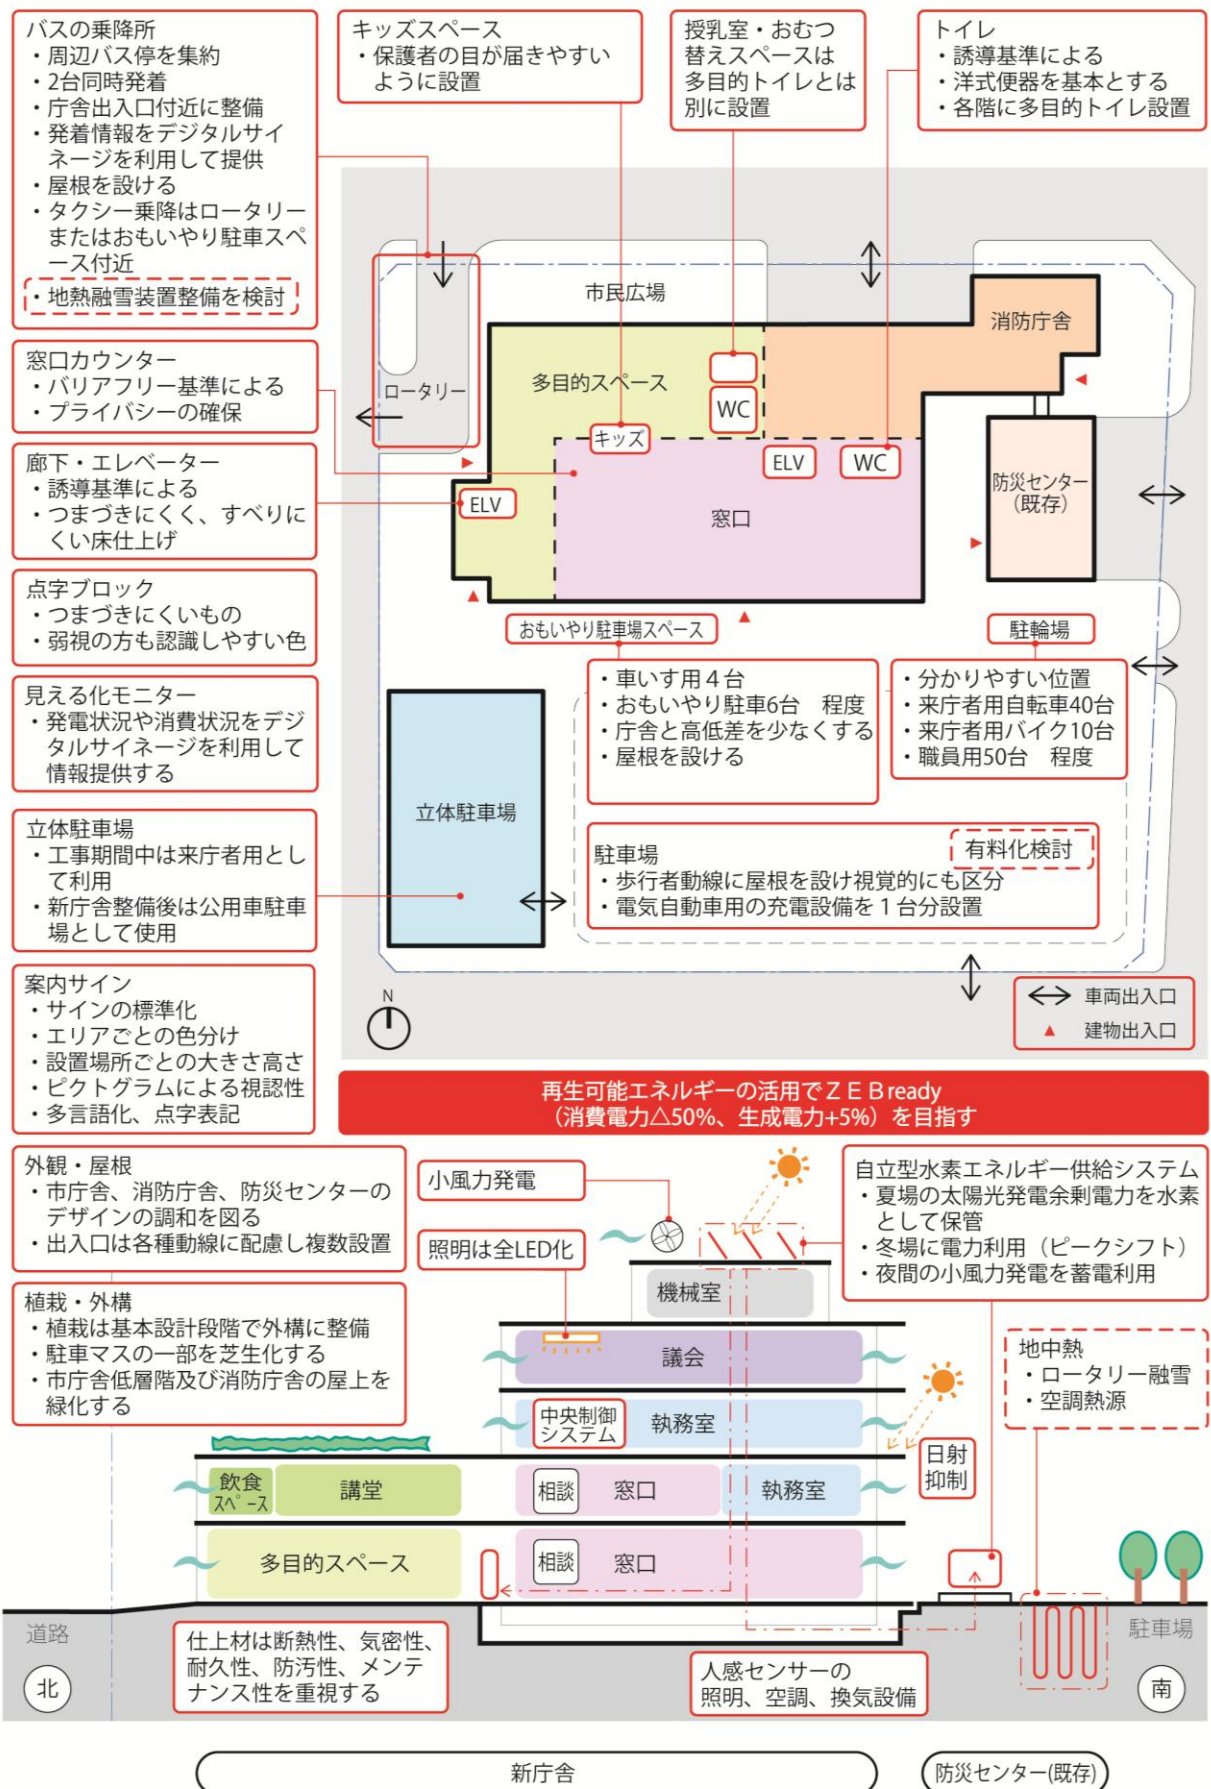 バスの乗降所
・周辺バス停を集約
・2台同時発着
・庁舎出入口付近に整備
・発着情報をデジタルサイ
ネージを利用して提供
・屋根を設ける
・タクシー乗降はロータリー
またはおもいやり駐車スペ
ース付近
・地熱融雪装置整備を検討
キッズスペース
・保護者の目が届きやすい
ように設置
授乳室・おむつ
替えスペースは
多目的トイレとは
別に設置
トイレ
・誘導基準による
・洋式便器を基本とする
・各階に多目的トイレ設置
窓口カウンター
・バリアフリー基準による
・プライバシーの確保
廊下・エレベーター
・誘導基準による
・つまづきにくく、すべりに
くい床仕上げ
点字ブロック
・つまづきにくいもの
・弱視の方も認識しやすい色
見える化モニター
・発電状況や消費状況をデジ
タルサイネージを利用して
情報提供する
立体駐車場
・工事期間中は来庁者用とし
て利用
・新庁舎整備後は公用車駐車
場として使用
案内サイン
・サインの標準化
・エリアごとの色分け
・設置場所ごとの大きさ高さ
・ピクトグラムによる視認性
・多言語化、点字表記
市民広場
消防庁舎
多目的スペース
ロータリー
WC
キッズ
ELV
WC
ELV
窓口
防災センター
(既存)
おもいやり駐車場スペース
駐輪場
・車いす用４台
・おもいやり駐車6台　程度
・庁舎と高低差を少なくする
・屋根を設ける
・分かりやすい位置
・来庁者用自転車40台
・来庁者用バイク10台
・職員用50台　程度
立体駐車場
駐車場
有料化検討
・歩行者動線に屋根を設け視覚的にも区分
・電気自動車用の充電設備を１台分設置
N
車両出入口
建物出入口
再生可能エネルギーの活用でＺＥＢready
（消費電力△50%、生成電力+5%）を目指す
外観・屋根
・市庁舎、消防庁舎、防災センターの
デザインの調和を図る
・出入口は各種動線に配慮し複数設置
植栽・外構
・植栽は基本設計段階で外構に整備
・駐車マスの一部を芝生化する
・市庁舎低層階及び消防庁舎の屋上を
緑化する
小風力発電
照明は全LED化
自立型水素エネルギー供給システム
・夏場の太陽光発電余剰電力を水素
として保管
・冬場に電力利用（ピークシフト）
・夜間の小風力発電を蓄電利用
機械室
議会
地中熱
・ロータリー融雪
・空調熱源
中央制御
システム
執務室
日射
抑制
飲食
スペース
講堂
相談
窓口
執務室
多目的スペース
相談
窓口
道路
駐車場
北
仕上材は断熱性、気密性、
耐久性、防汚性、メンテ
ナンス性を重視する
人感センサーの
照明、空調、換気設備
南
新庁舎
防災センター(既存)